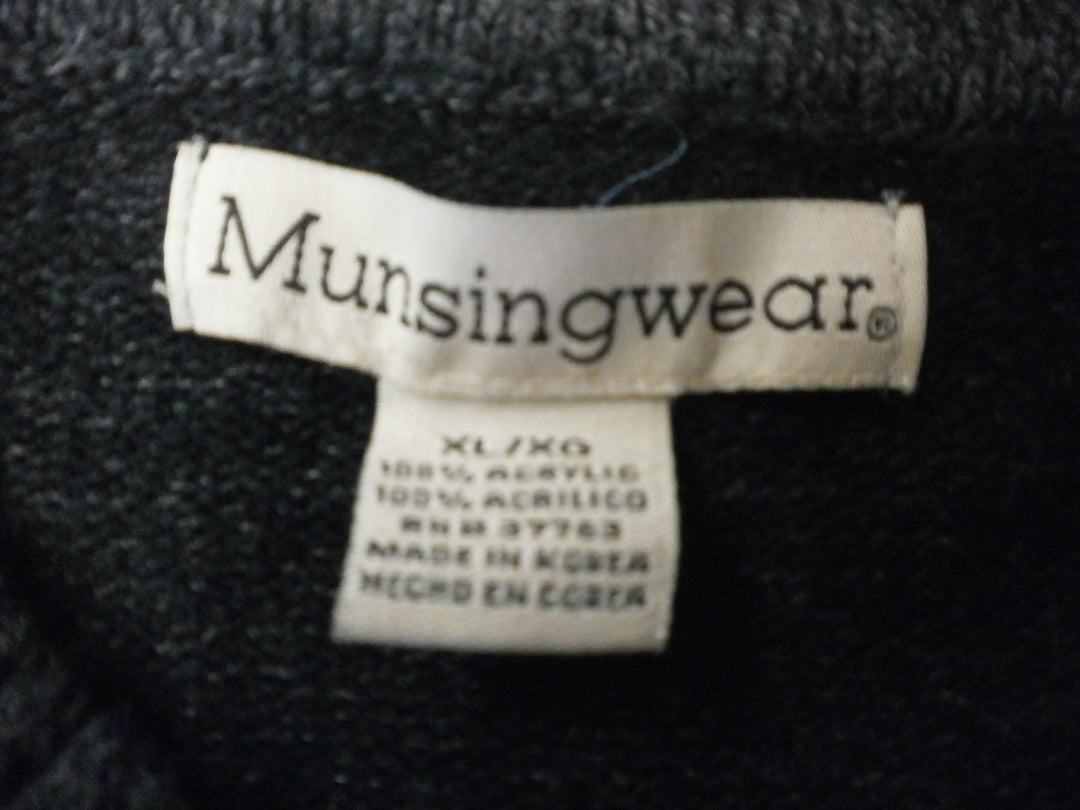 Munsingwear®
XL/XG
100% ACRYLIC
100% ACRILICO
RN 37763
MADE IN KOREA
HECHO EN COREA